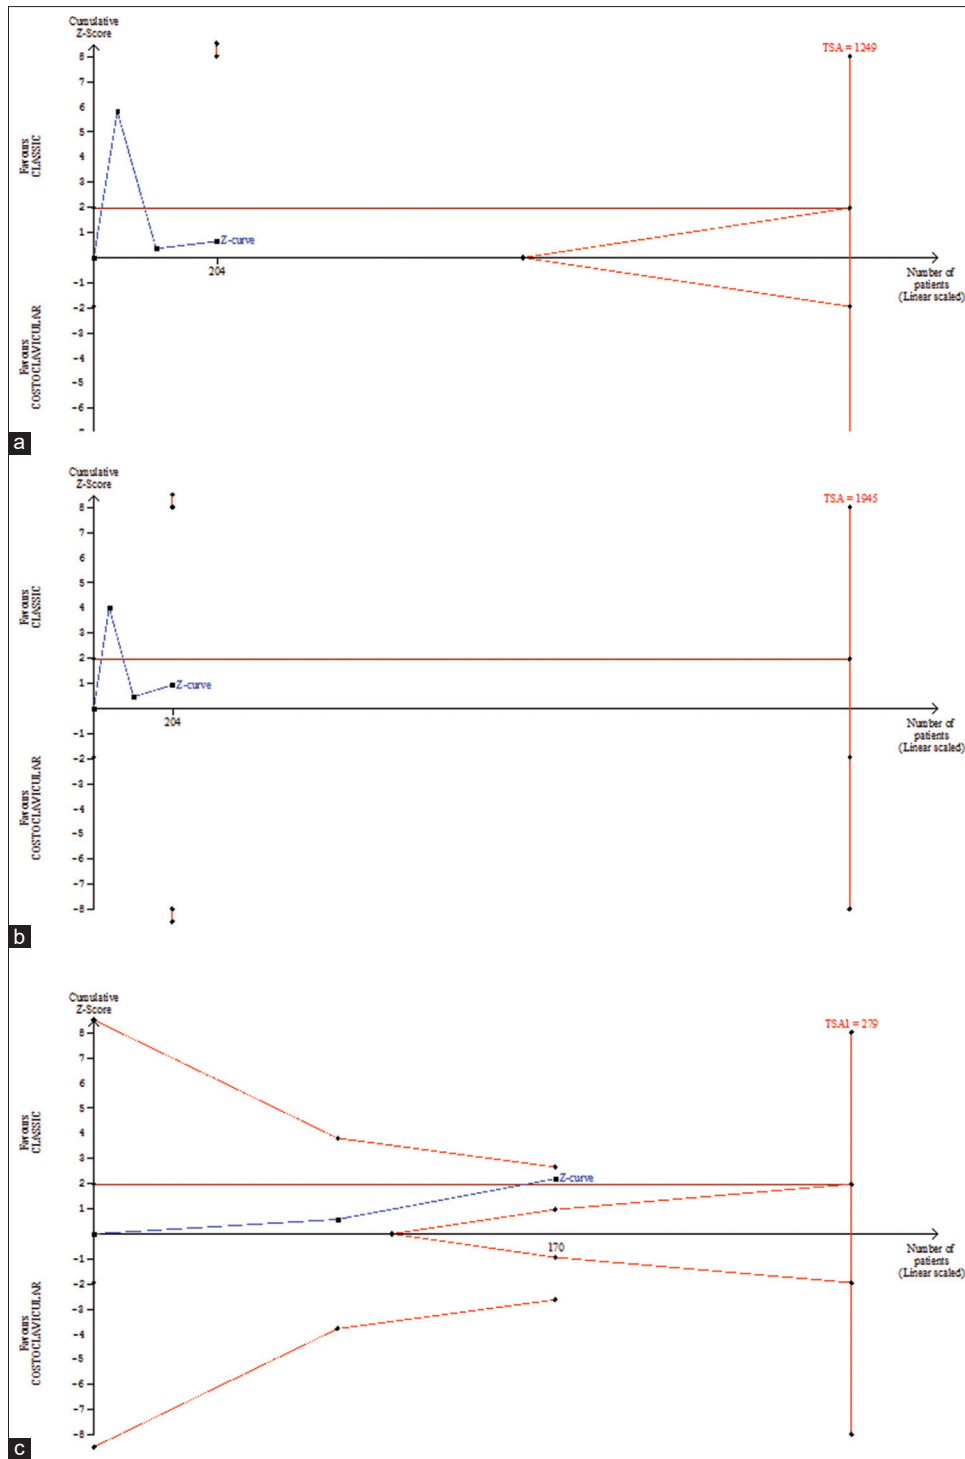 Cumulative
Z-Score
8
TSA = 1249
7
6
5
4
3
2
1
Z-curve
204
-1
-2
-3
-4
-5
-6
Favours
CLASSIC
Favours
COSTOCLAVICULAR
Number of
patients
(Linear scaled)
a
Cumulative
Z-Score
8
TSA = 1945
7
6
5
4
3
2
1
Z-curve
204
-1
-2
-3
-4
-5
-6
-7
-8
Favours
CLASSIC
Favours
COSTOCLAVICULAR
Number of
patients
(Linear scaled)
b
Cumulative
Z-Score
8
TSA1 = 279
7
6
5
4
3
2
1
Z-curve
170
-1
-2
-3
-4
-5
-6
-7
-8
Favours
CLASSIC
Favours
COSTOCLAVICULAR
Number of
patients
(Linear scaled)
c